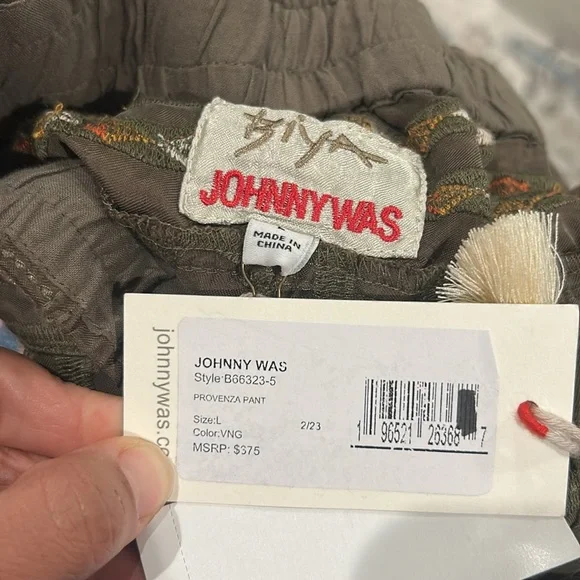 Biya
JOHNNY WAS
MADE IN
CHINA
johnnywas.co
JOHNNY WAS
Style:B66323-5
PROVENZA PANT
Size:L
2/23
Color:VNG
MSRP: $375
1 96521 26368 7